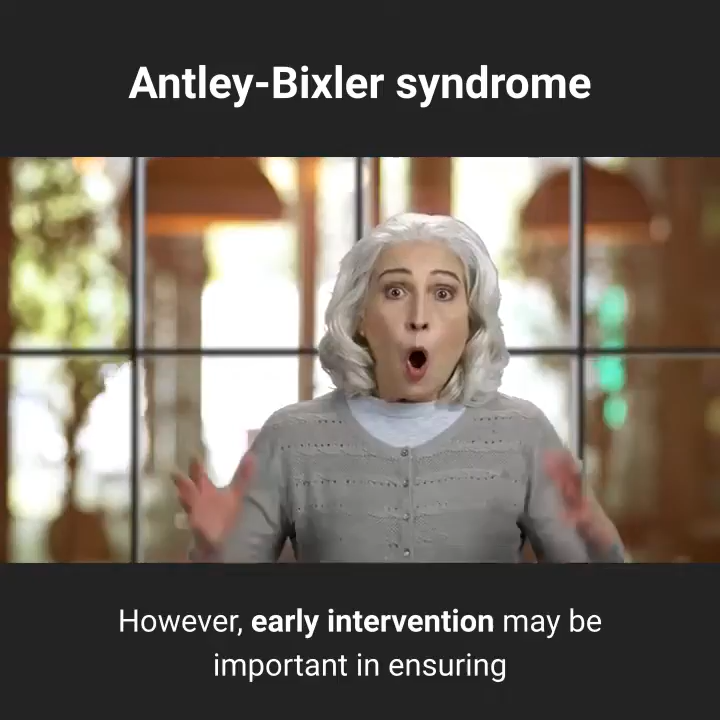 Antley-Bixler syndrome
However, early intervention may be
important in ensuring